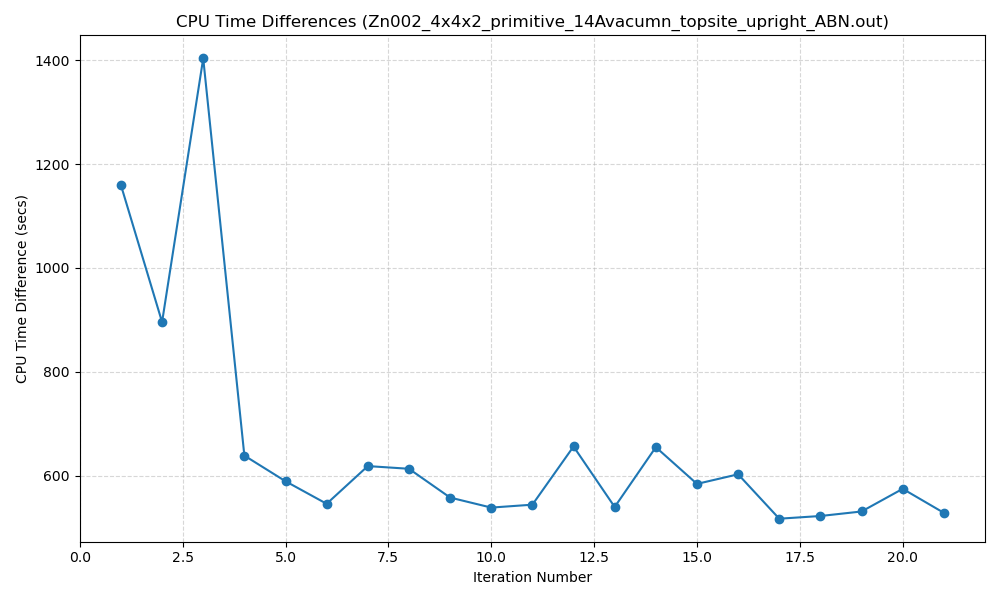 CPU Time Differences (Zn002_4x4x2_primitive_14Avacumn_topsite_upright_ABN.out)
CPU Time Difference (secs)
1400
1200
1000
800
600
0.0 2.5 5.0 7.5 10.0 12.5 15.0 17.5 20.0
Iteration Number